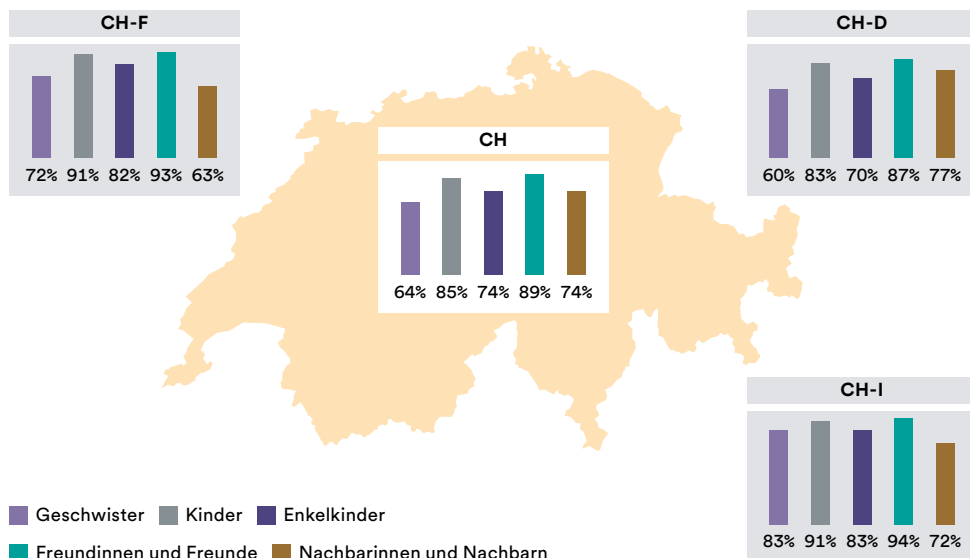 CH-F
72% 91% 82% 93% 63%
CH-D
60% 83% 70% 87% 77%
CH
64% 85% 74% 89% 74%
CH-I
83% 91% 83% 94% 72%
Geschwister Kinder Enkelkinder
Freundinnen und Freunde Nachbarinnen und Nachbarn